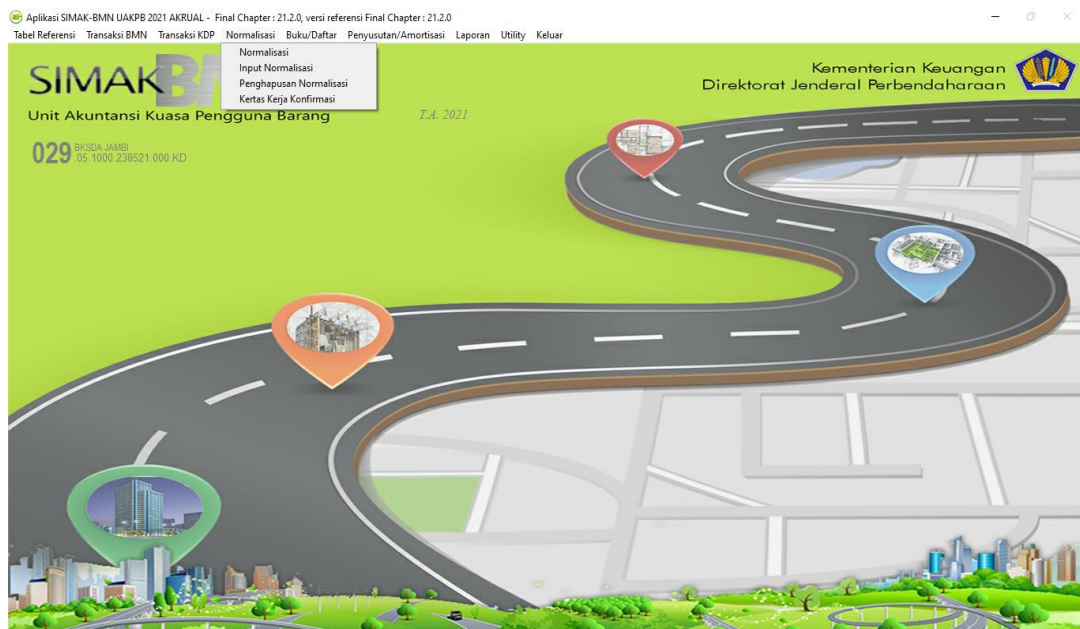 Aplikasi SIMAK-BMN UAKPB 2021 AKRUAL - Final Chapter : 21.2.0, versi referensi Final Chapter : 21.2.0
Tabel Referensi Transaksi BMN Transaksi KDP Normalisasi Buku/Daftar Penyusutan/Amortisasi Laporan Utility Keluar
Normalisasi
Input Normalisasi
Penghapusan Normalisasi
Kertas Kerja Konfirmasi
SIMAK
Unit Akuntansi Kuasa Pengguna Barang
T.A. 2021
Kementerian Keuangan
Direktorat Jenderal Perbendaharaan
029 BKSDA JAMBI
.05.1000.238521.000.KD